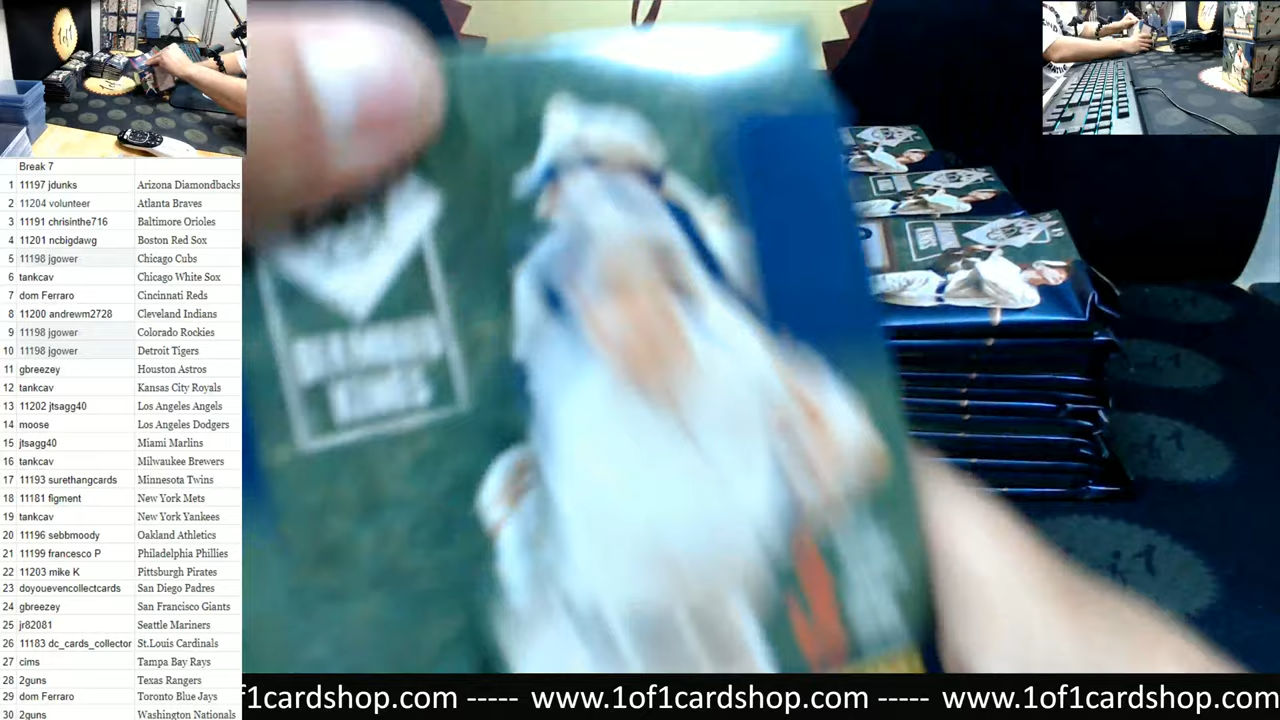 Break 7
1 11197 jdunks Arizona Diamondbacks
2 11204 volunteer Atlanta Braves
3 11191 chrisinthe716 Baltimore Orioles
4 11201 ncbigdawg Boston Red Sox
5 11198 jgower Chicago Cubs
6 tankcav Chicago White Sox
7 dom Ferraro Cincinnati Reds
8 11200 andrewm2728 Cleveland Indians
9 11198 jgower Colorado Rockies
10 11198 jgower Detroit Tigers
11 gbreezey Houston Astros
12 tankcav Kansas City Royals
13 11202 jtsagg40 Los Angeles Angels
14 moose Los Angeles Dodgers
15 jtsagg40 Miami Marlins
16 tankcav Milwaukee Brewers
17 11193 surethangcards Minnesota Twins
18 11181 figment New York Mets
19 tankcav New York Yankees
20 11196 sebbmoody Oakland Athletics
21 11199 francesco P Philadelphia Phillies
22 11203 mike K Pittsburgh Pirates
23 doyouevencollectcards San Diego Padres
24 gbreezey San Francisco Giants
25 jr82081 Seattle Mariners
26 11183 dc_cards_collector St.Louis Cardinals
27 cims Tampa Bay Rays
28 2guns Texas Rangers
29 dom Ferraro Toronto Blue Jays
30 2guns Washington Nationals
1of1
f1cardshop.com ----- www.1of1cardshop.com ----- www.1of1cardshop.com